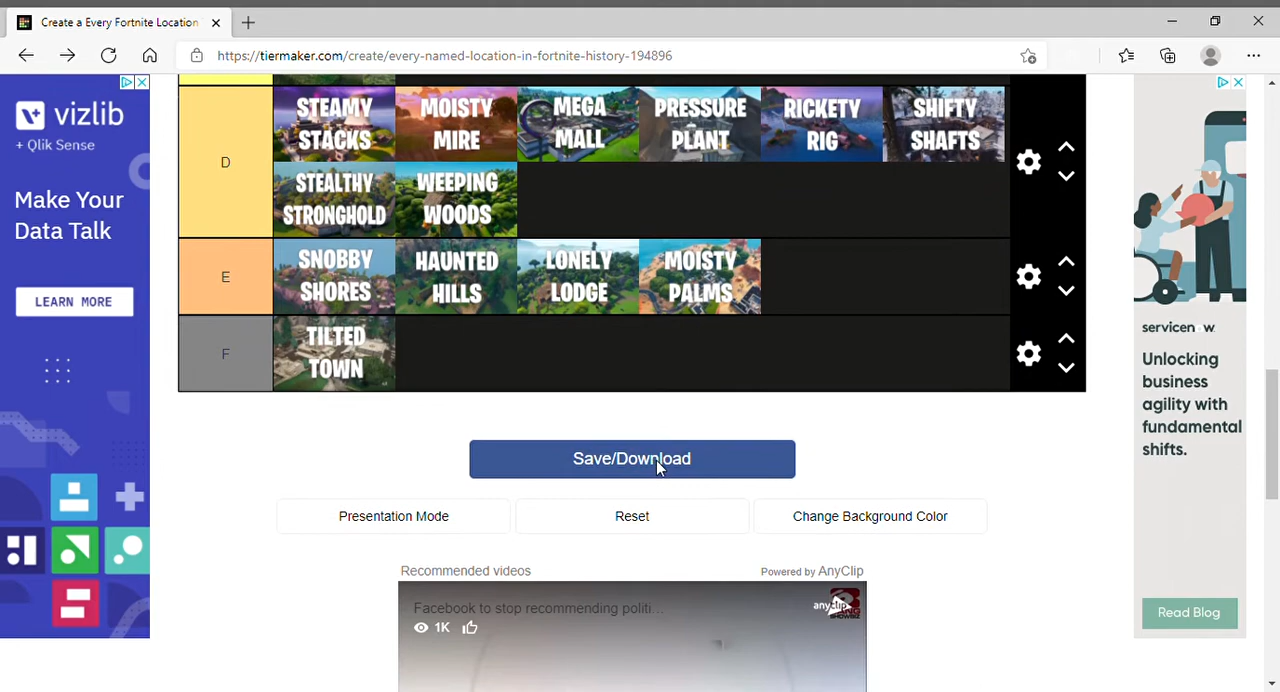 Create a Every Fortnite Location
https://tiermaker.com/create/every-named-location-in-fortnite-history-194896
vizlib
+ Qlik Sense
Make Your
Data Talk
LEARN MORE
D
STEAMY
STACKS
MOISTY
MIRE
MEGA
MALL
PRESSURE
PLANT
RICKETY
RIG
SHIFTY
SHAFTS
STEALTHY
STRONGHOLD
WEEPING
WOODS
E
SNOBBY
SHORES
HAUNTED
HILLS
LONELY
LODGE
MOISTY
PALMS
F
TILTED
TOWN
Save/Download
Presentation Mode
Reset
Change Background Color
Recommended videos
Powered by AnyClip
Facebook to stop recommending politi...
1K
anyclip
servicenow
Unlocking
business
agility with
fundamental
shifts.
Read Blog